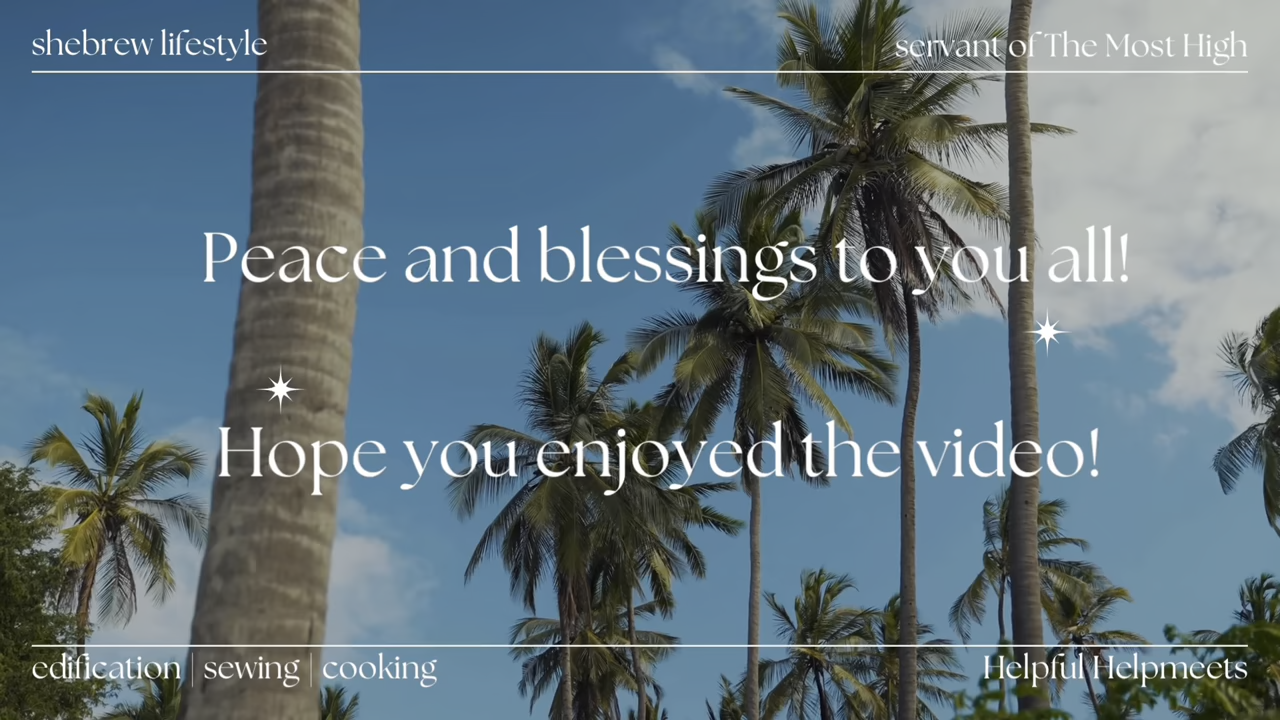 shebrew lifestyle
servant of The Most High
Peace and blessings to you all!
Hope you enjoyed the video!
edification | sewing | cooking
Helpful Helpmeets